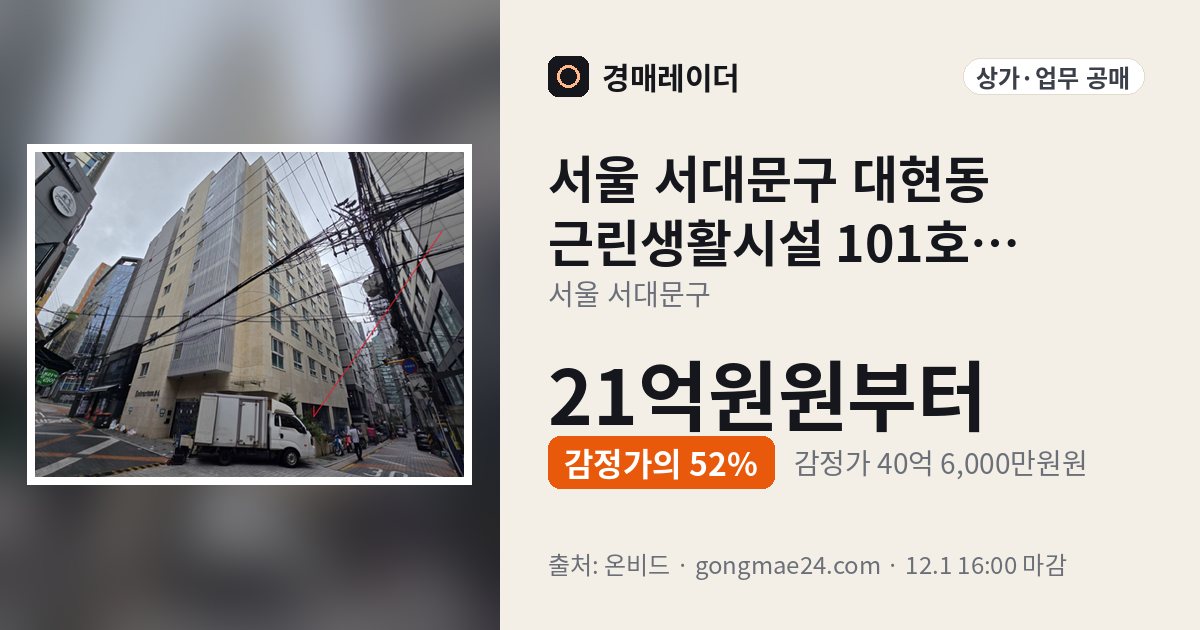 경매레이더
상가·업무 공매
서울 서대문구 대현동
근린생활시설 101호…
서울 서대문구
21억원원부터
감정가의 52%
감정가 40억 6,000만원원
출처: 온비드 · gongmae24.com · 12.1 16:00 마감